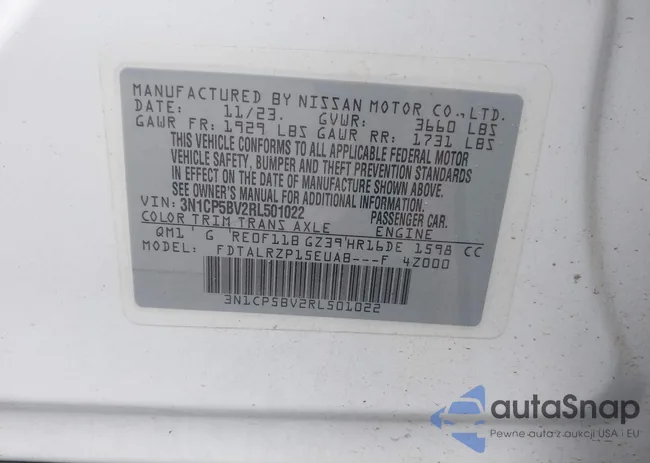 MANUFACTURED BY NISSAN MOTOR CO.,LTD.
DATE: 11/23. GVWR: 3660 LBS
GAWR FR: 1929 LBS GAWR RR: 1731 LBS
THIS VEHICLE CONFORMS TO ALL APPLICABLE FEDERAL MOTOR
VEHICLE SAFETY, BUMPER AND THEFT PREVENTION STANDARDS
IN EFFECT ON THE DATE OF MANUFACTURE SHOWN ABOVE.
SEE OWNER'S MANUAL FOR ADDITIONAL INFORMATION
VIN: 3N1CP5BV2RL501022 PASSENGER CAR.
COLOR TRIM TRANS AXLE ENGINE
QM1 G RE0F11B GZ39 HR16DE 1598 CC
MODEL: FDTALRZP15EUAB---F 4Z000
3N1CP5BV2RL501022
autoSnap
Pewne auta z aukcji USA i EU